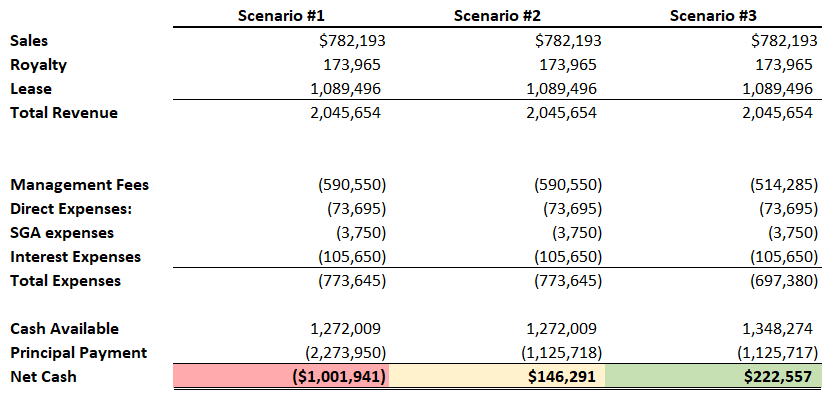 Scenario #1 Scenario #2 Scenario #3
Sales $782,193 $782,193 $782,193
Royalty 173,965 173,965 173,965
Lease 1,089,496 1,089,496 1,089,496
Total Revenue 2,045,654 2,045,654 2,045,654
Management Fees (590,550) (590,550) (514,285)
Direct Expenses: (73,695) (73,695) (73,695)
SGA expenses (3,750) (3,750) (3,750)
Interest Expenses (105,650) (105,650) (105,650)
Total Expenses (773,645) (773,645) (697,380)
Cash Available 1,272,009 1,272,009 1,348,274
Principal Payment (2,273,950) (1,125,718) (1,125,717)
Net Cash ($1,001,941) $146,291 $222,557